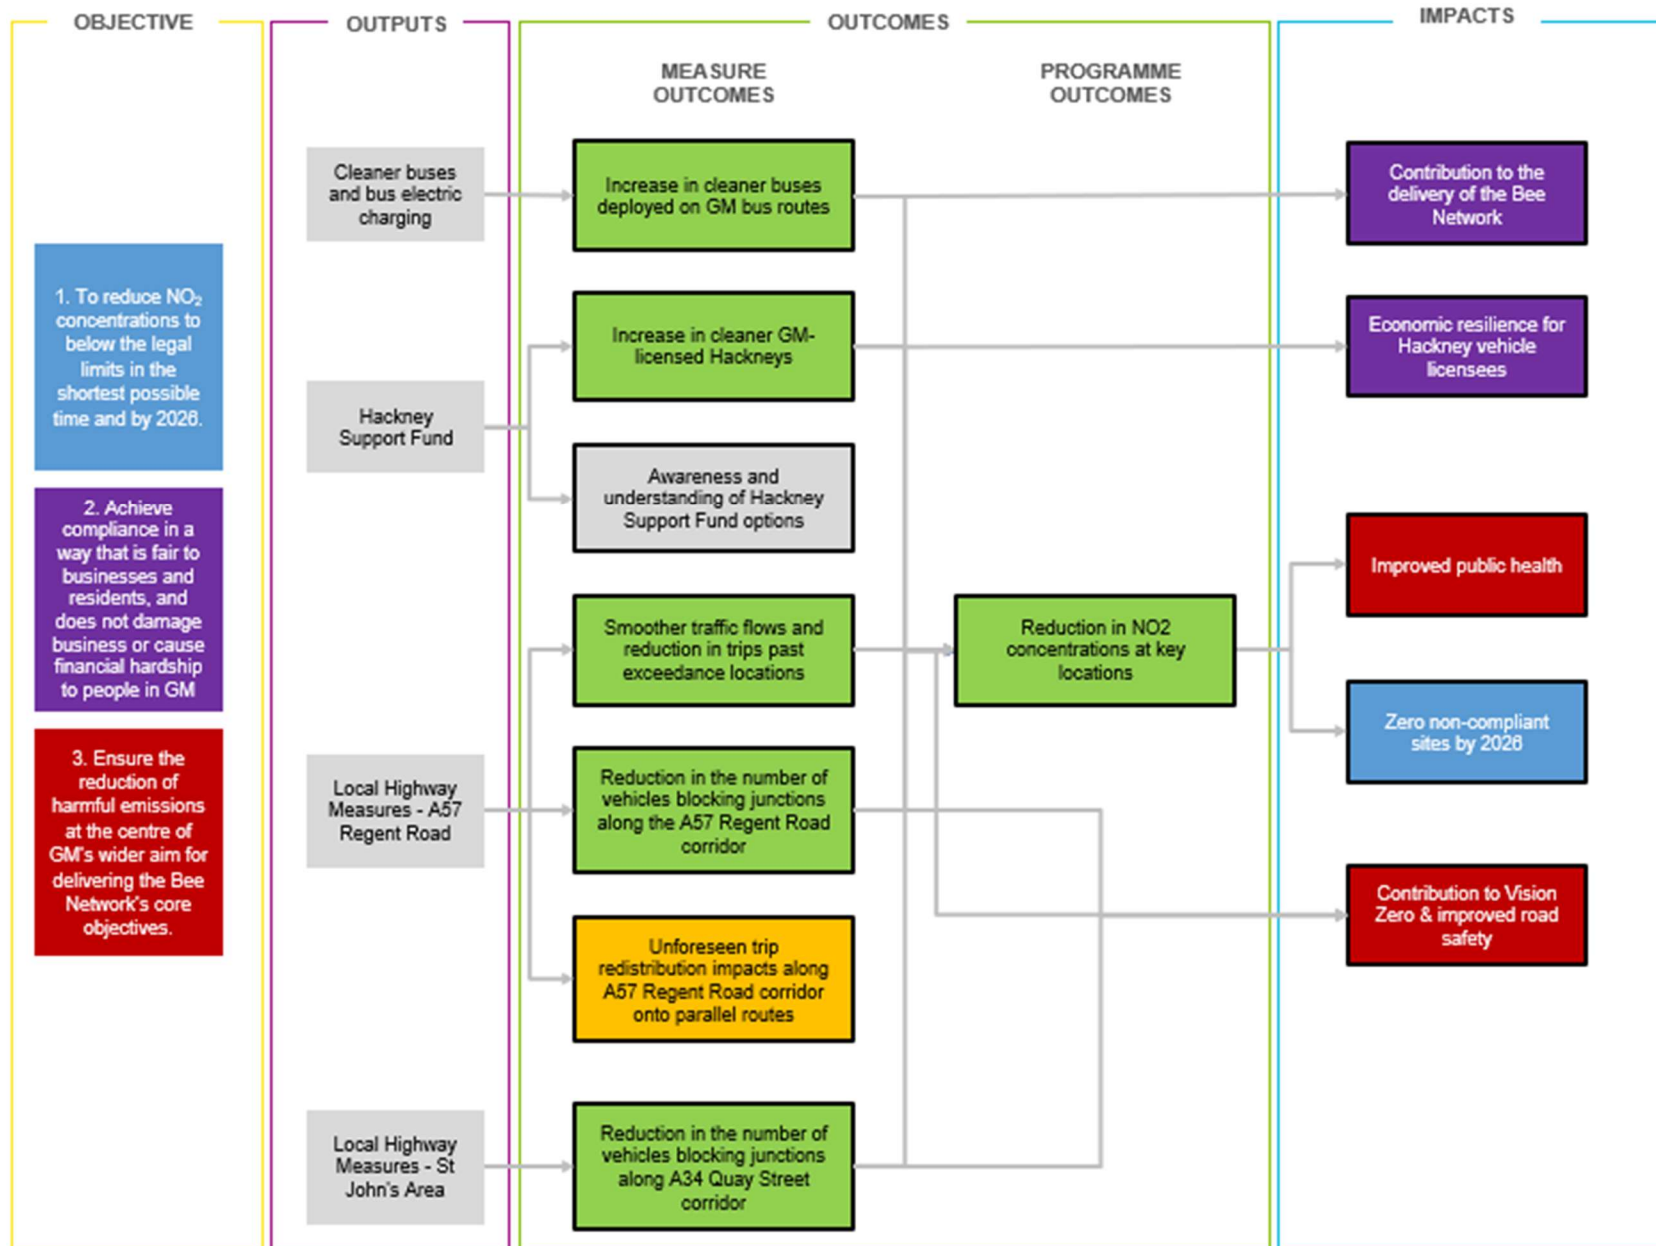 OBJECTIVE
OUTPUTS
OUTCOMES
IMPACTS
MEASURE
OUTCOMES
PROGRAMME
OUTCOMES
1. To reduce NO₂
concentrations to
below the legal
limits in the
shortest possible
time and by 2026.
2. Achieve
compliance in a
way that is fair to
businesses and
residents, and
does not damage
business or cause
financial hardship
to people in GM
3. Ensure the
reduction of
harmful emissions
at the centre of
GM's wider aim for
delivering the Bee
Network's core
objectives.
Cleaner buses
and bus electric
charging
Hackney
Support Fund
Local Highway
Measures - A57
Regent Road
Local Highway
Measures - St
John's Area
Increase in cleaner buses
deployed on GM bus routes
Increase in cleaner GM-
licensed Hackneys
Awareness and
understanding of Hackney
Support Fund options
Smoother traffic flows and
reduction in trips past
exceedance locations
Reduction in the number of
vehicles blocking junctions
along the A57 Regent Road
corridor
Unforeseen trip
redistribution impacts along
A57 Regent Road corridor
onto parallel routes
Reduction in the number of
vehicles blocking junctions
along A34 Quay Street
corridor
Reduction in NO2
concentrations at key
locations
Contribution to the
delivery of the Bee
Network
Economic resilience for
Hackney vehicle
licensees
Improved public health
Zero non-compliant
sites by 2026
Contribution to Vision
Zero & improved road
safety